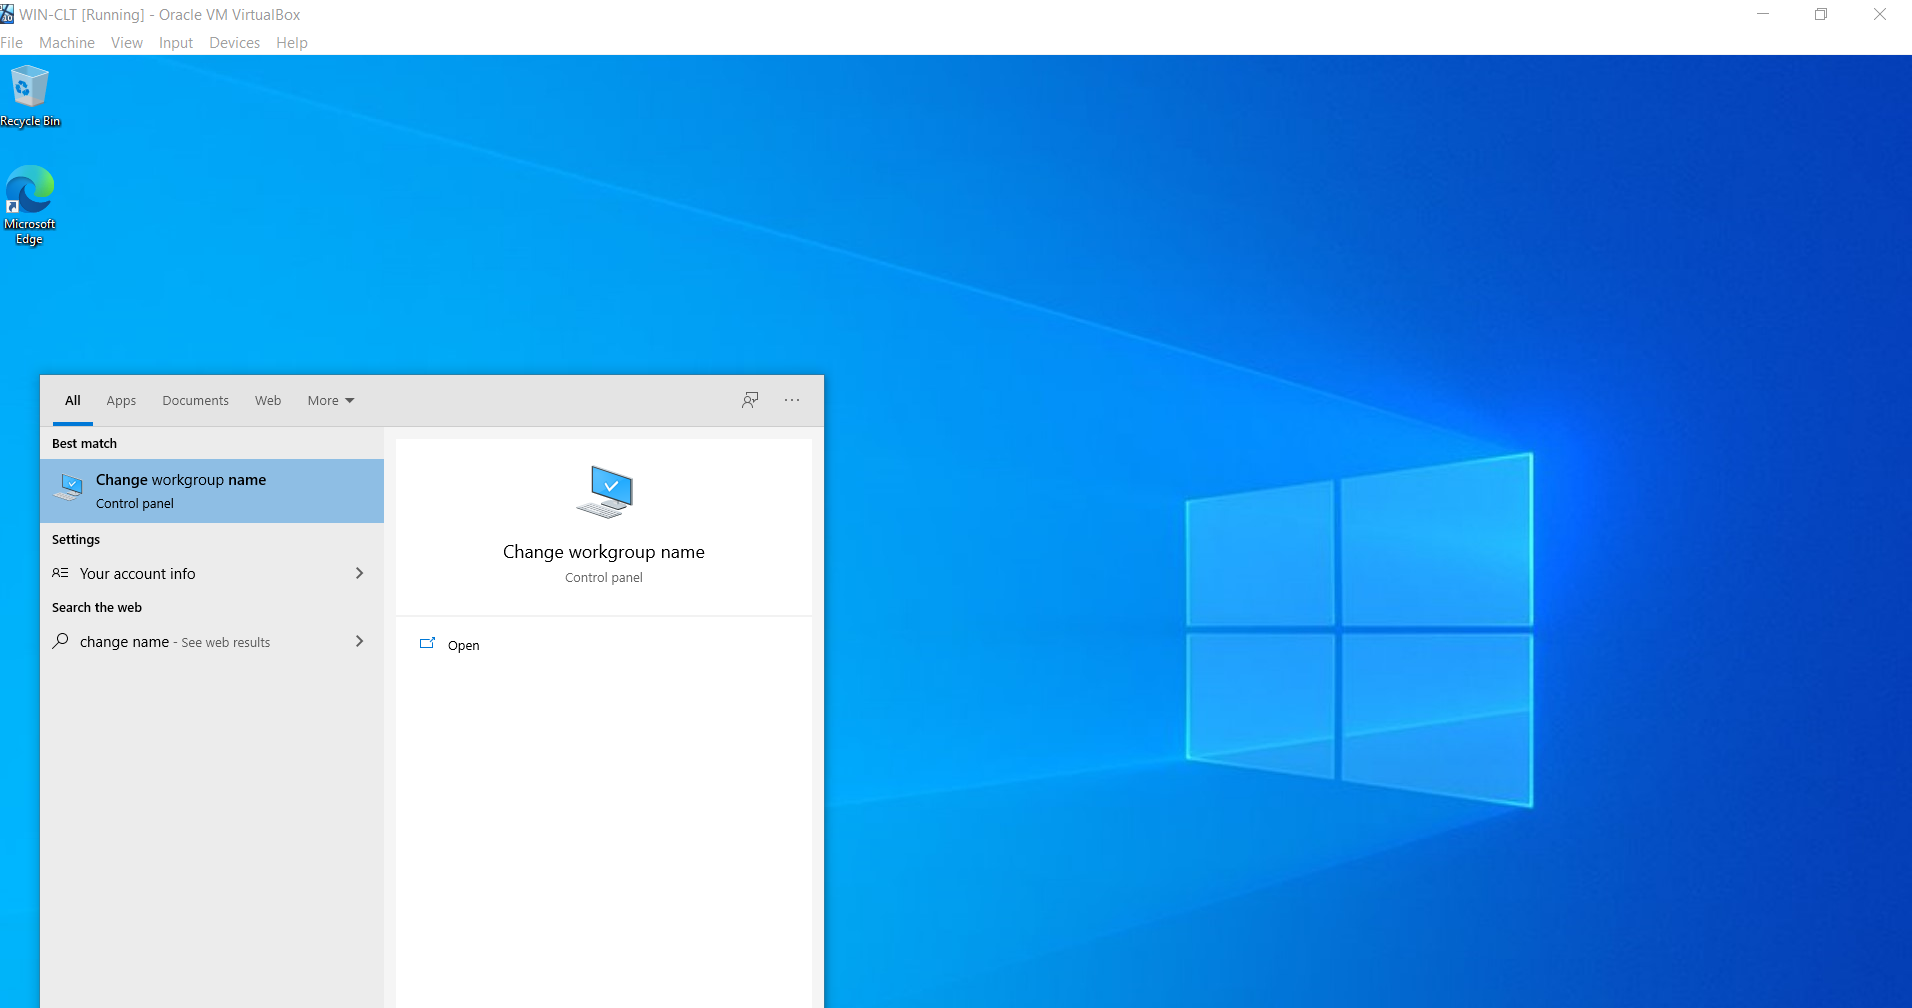 WIN-CLT [Running] - Oracle VM VirtualBox
File Machine View Input Devices Help
Recycle Bin
Microsoft
Edge
All Apps Documents Web More
Best match
Change workgroup name
Control panel
Settings
Your account info
Search the web
change name - See web results
Change workgroup name
Control panel
Open